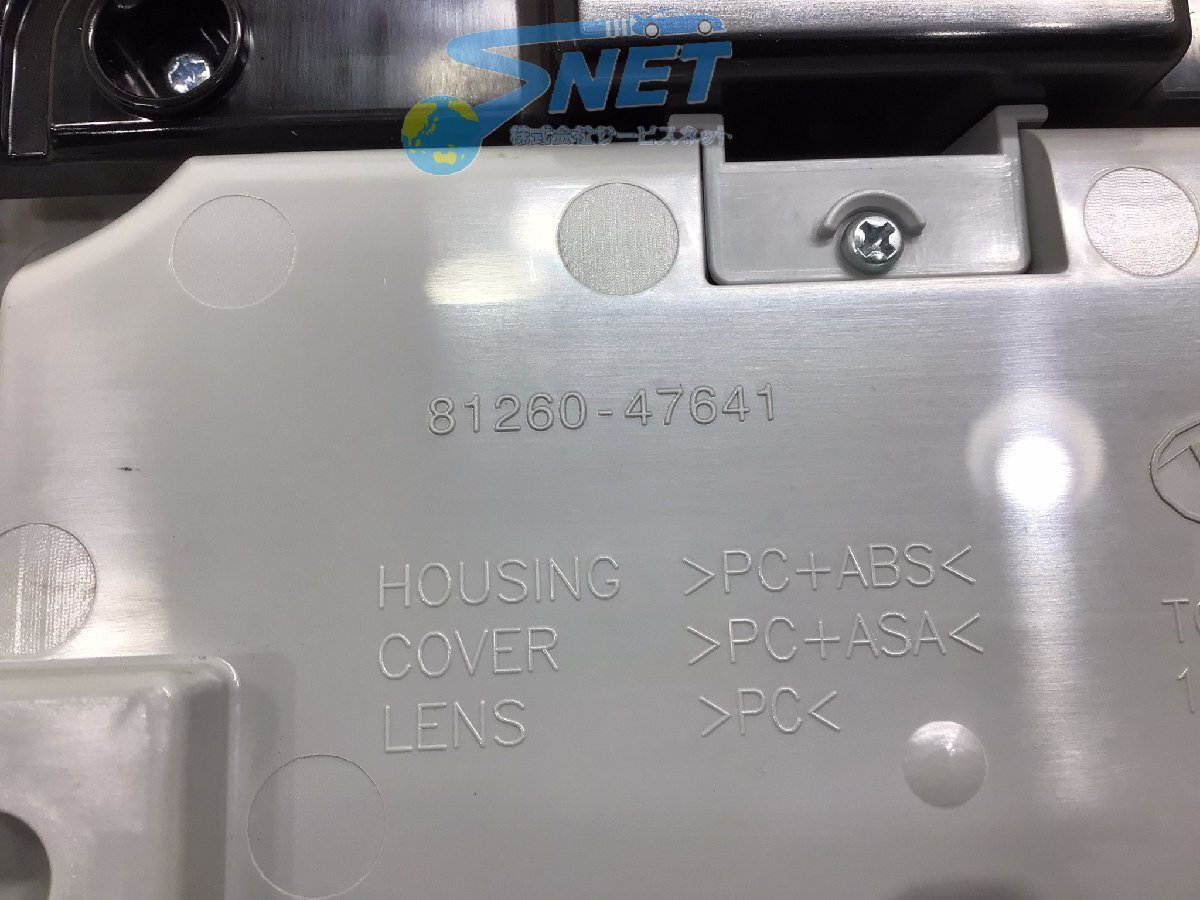 SNET
株式会社サービスネット
81260-47641
HOUSING >PC+ABS<
COVER >PC+ASA<
LENS >PC<